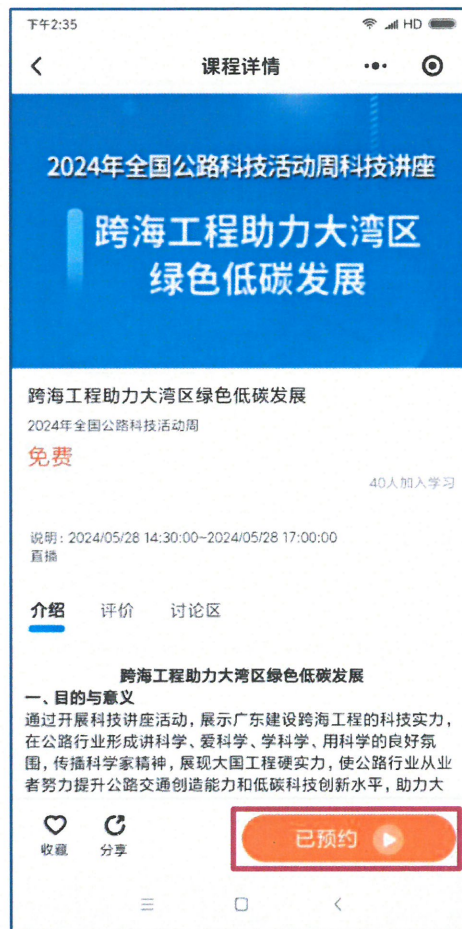 下午2:35
HD
课程详情
2024年全国公路科技活动周科技讲座
跨海工程助力大湾区
绿色低碳发展
跨海工程助力大湾区绿色低碳发展
2024年全国公路科技活动周
免费
40人加入学习
说明：2024/05/28 14:30:00~2024/05/28 17:00:00
直播
介绍 评价 讨论区
跨海工程助力大湾区绿色低碳发展
一、目的与意义
通过开展科技讲座活动，展示广东建设跨海工程的科技实力，
在公路行业形成讲科学、爱科学、学科学、用科学的良好氛
围，传播科学家精神，展现大国工程硬实力，使公路行业从业
者努力提升公路交通创造能力和低碳科技创新水平，助力大
收藏 分享 已预约